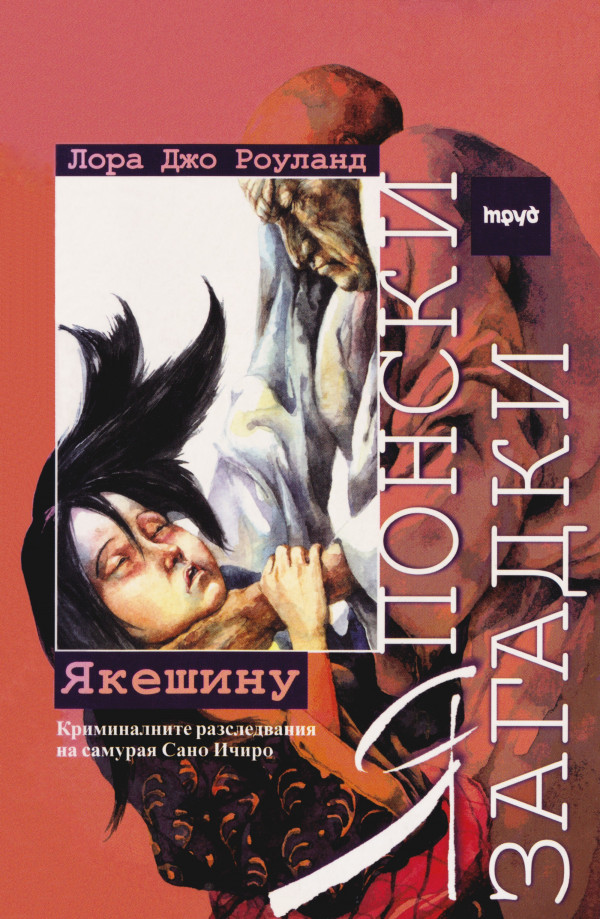 Лора Джо Роуланд
труд
ЯПОНСКИ
ЗАГАДКИ
Якешину
Криминалните разследвания
на самурая Сано Ичиро